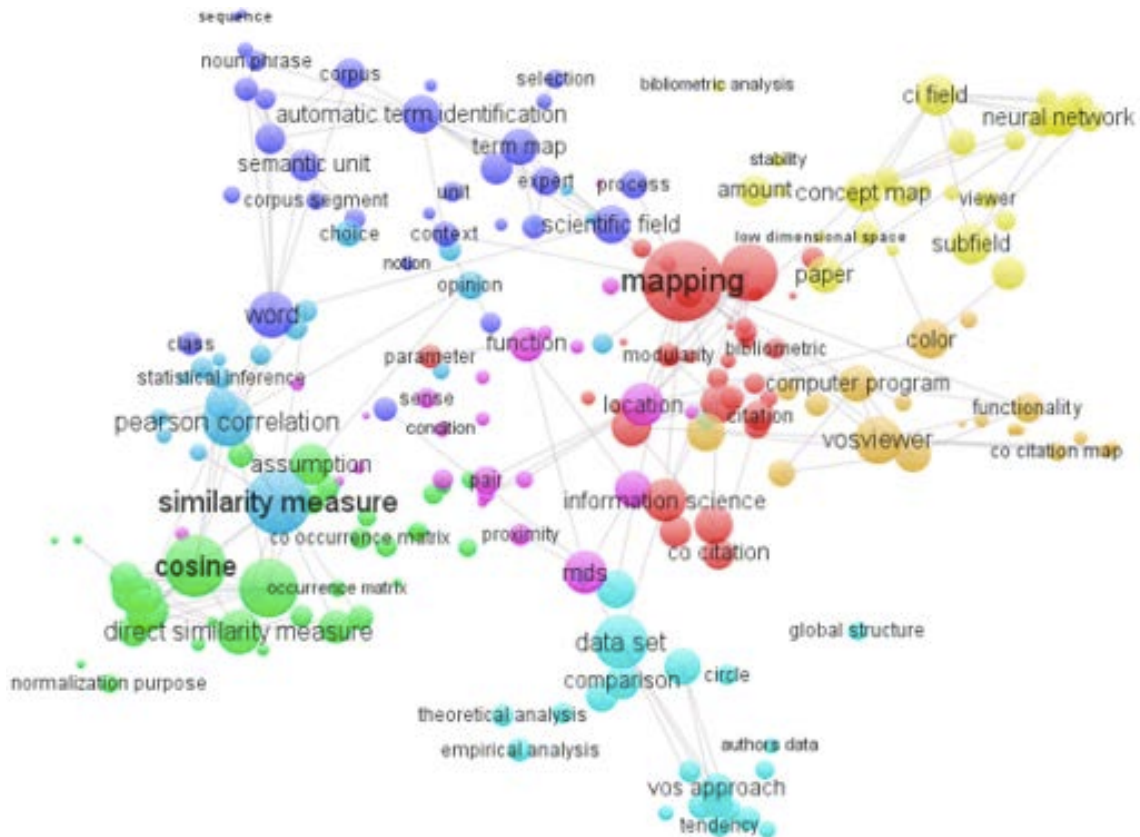 sequence
noun phrase
corpus
selection
bibliometric analysis
ci field
automatic term identification
neural network
term map
semantic unit
stability
expert
process
unit
amount
concept map
corpus segment
viewer
choice
context
scientific field
low dimensional space
subfield
notion
opinion
mapping
paper
word
class
function
color
parameter
modularity
bibliometric
statistical inference
computer program
sense
location
pearson correlation
concition
citation
functionality
vosviewer
co citation map
assumption
pair
similarity measure
information science
co occurrence matrix
proximity
co citation
cosine
mds
occurrence matrix
direct similarity measure
data set
global structure
normalization purpose
comparison
circle
theoretical analysis
empirical analysis
authors data
vos approach
tendency